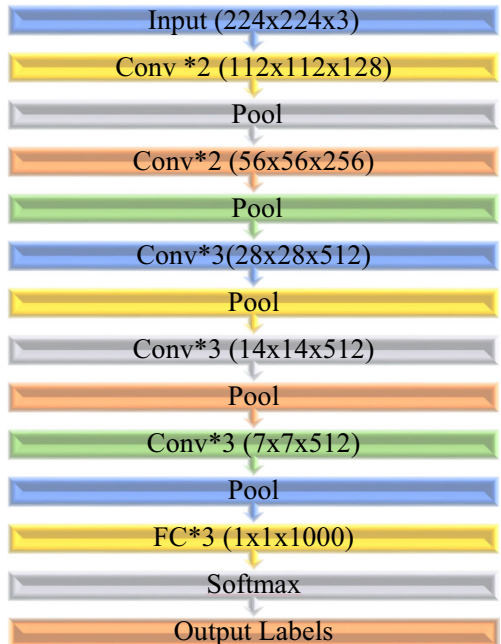 Input (224x224x3)
Conv *2 (112x112x128)
Pool
Conv*2 (56x56x256)
Pool
Conv*3(28x28x512)
Pool
Conv*3 (14x14x512)
Pool
Conv*3 (7x7x512)
Pool
FC*3 (1x1x1000)
Softmax
Output Labels